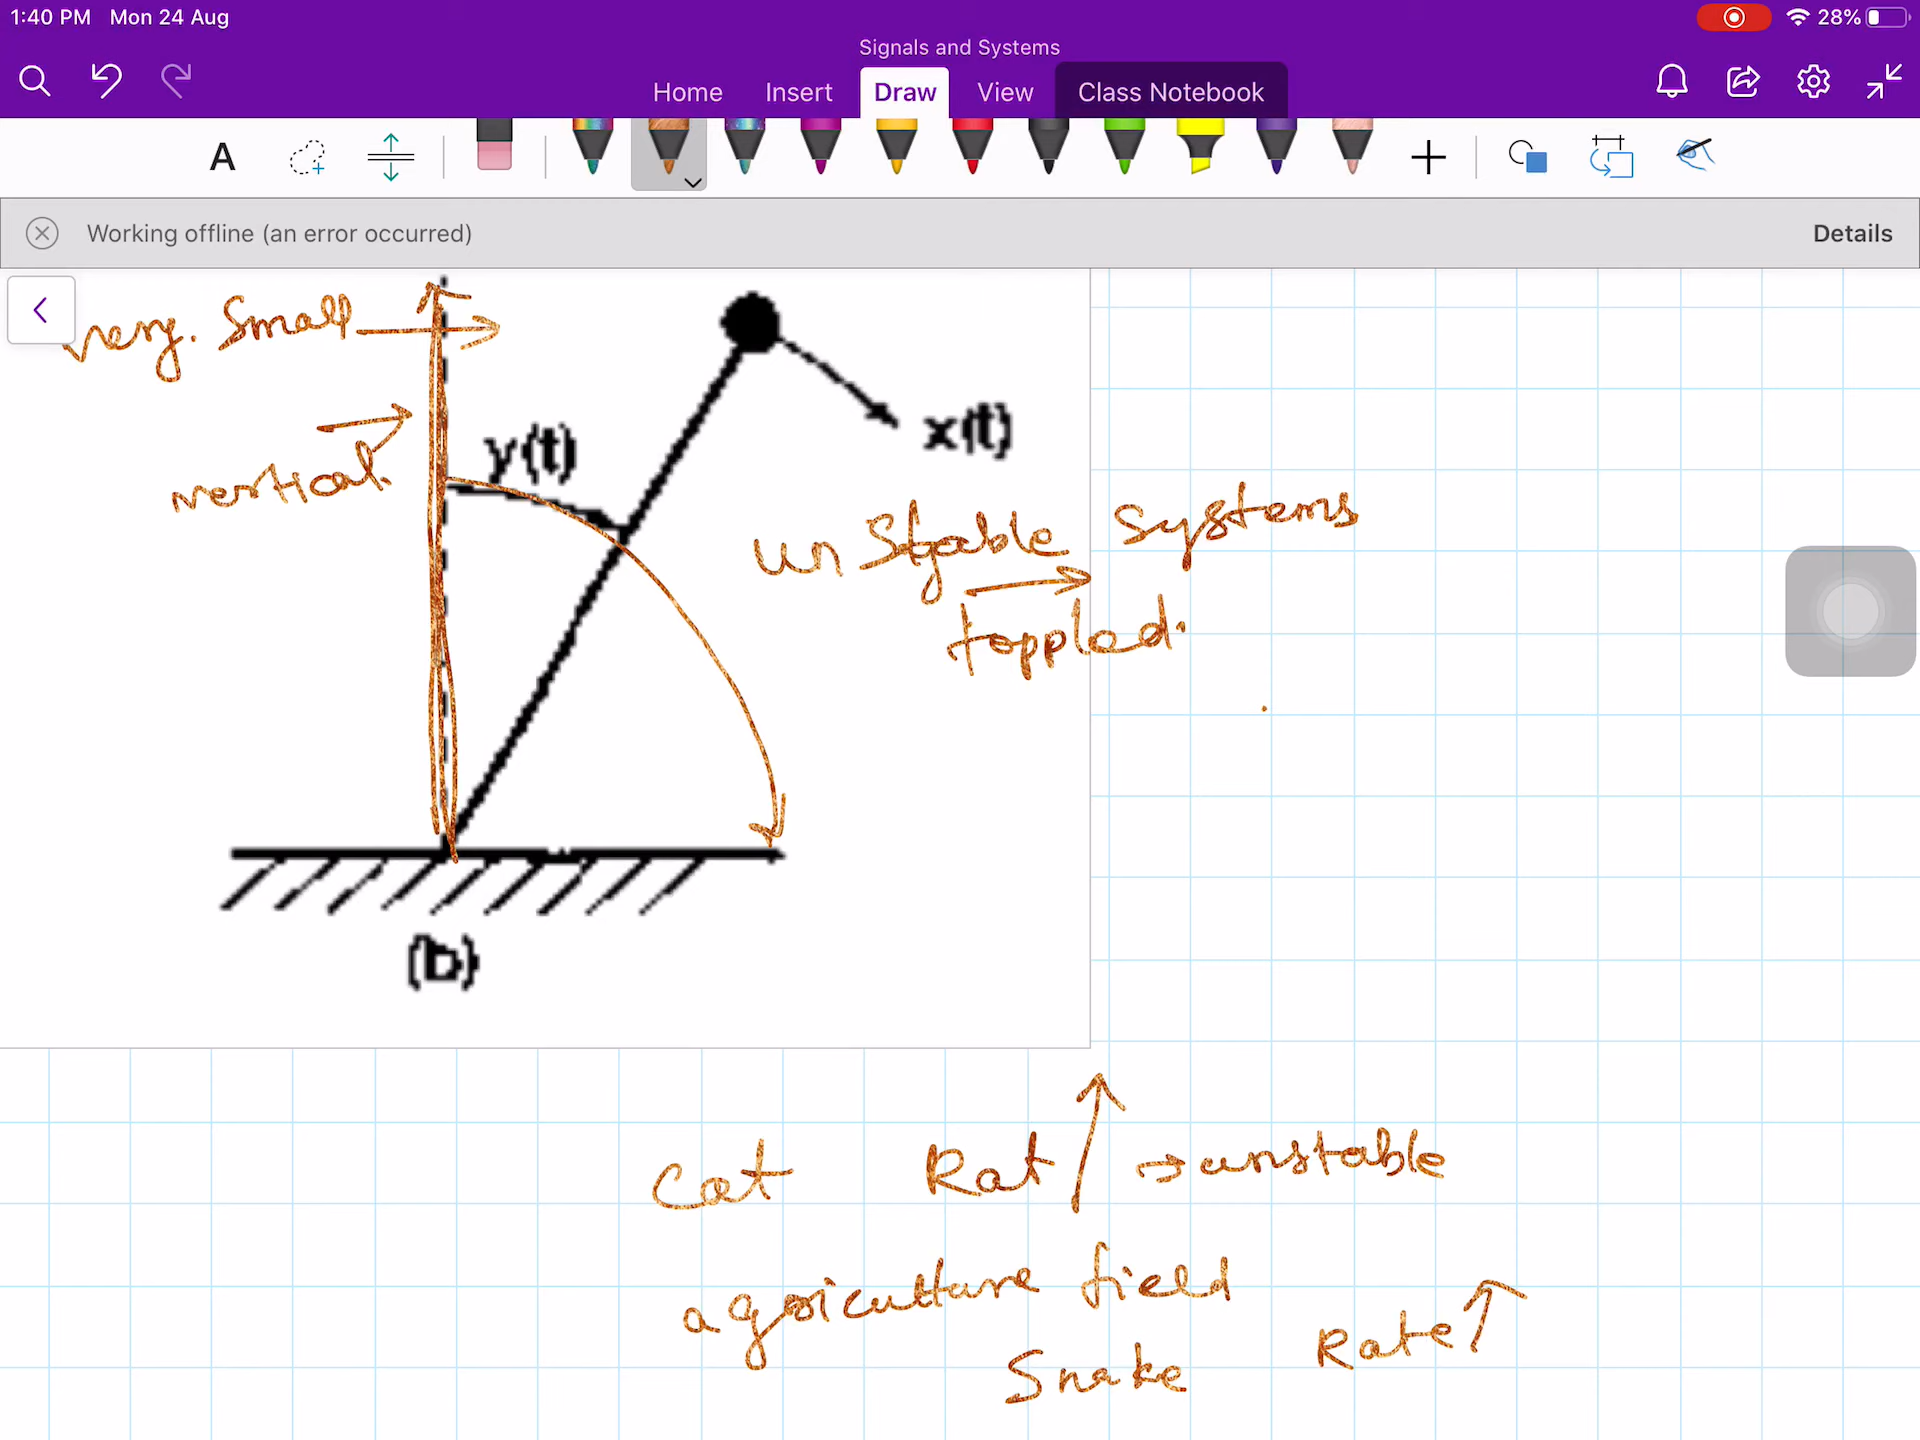 1:40 PM Mon 24 Aug
28%
Signals and Systems
Home Insert Draw View Class Notebook
A
Working offline (an error occurred)
Details
very. Small
vertical.
y(t)
x(t)
un Stable systems
toppled.
(b)
Cat Rat → unstable
agriculture field
Snake Rate ↑